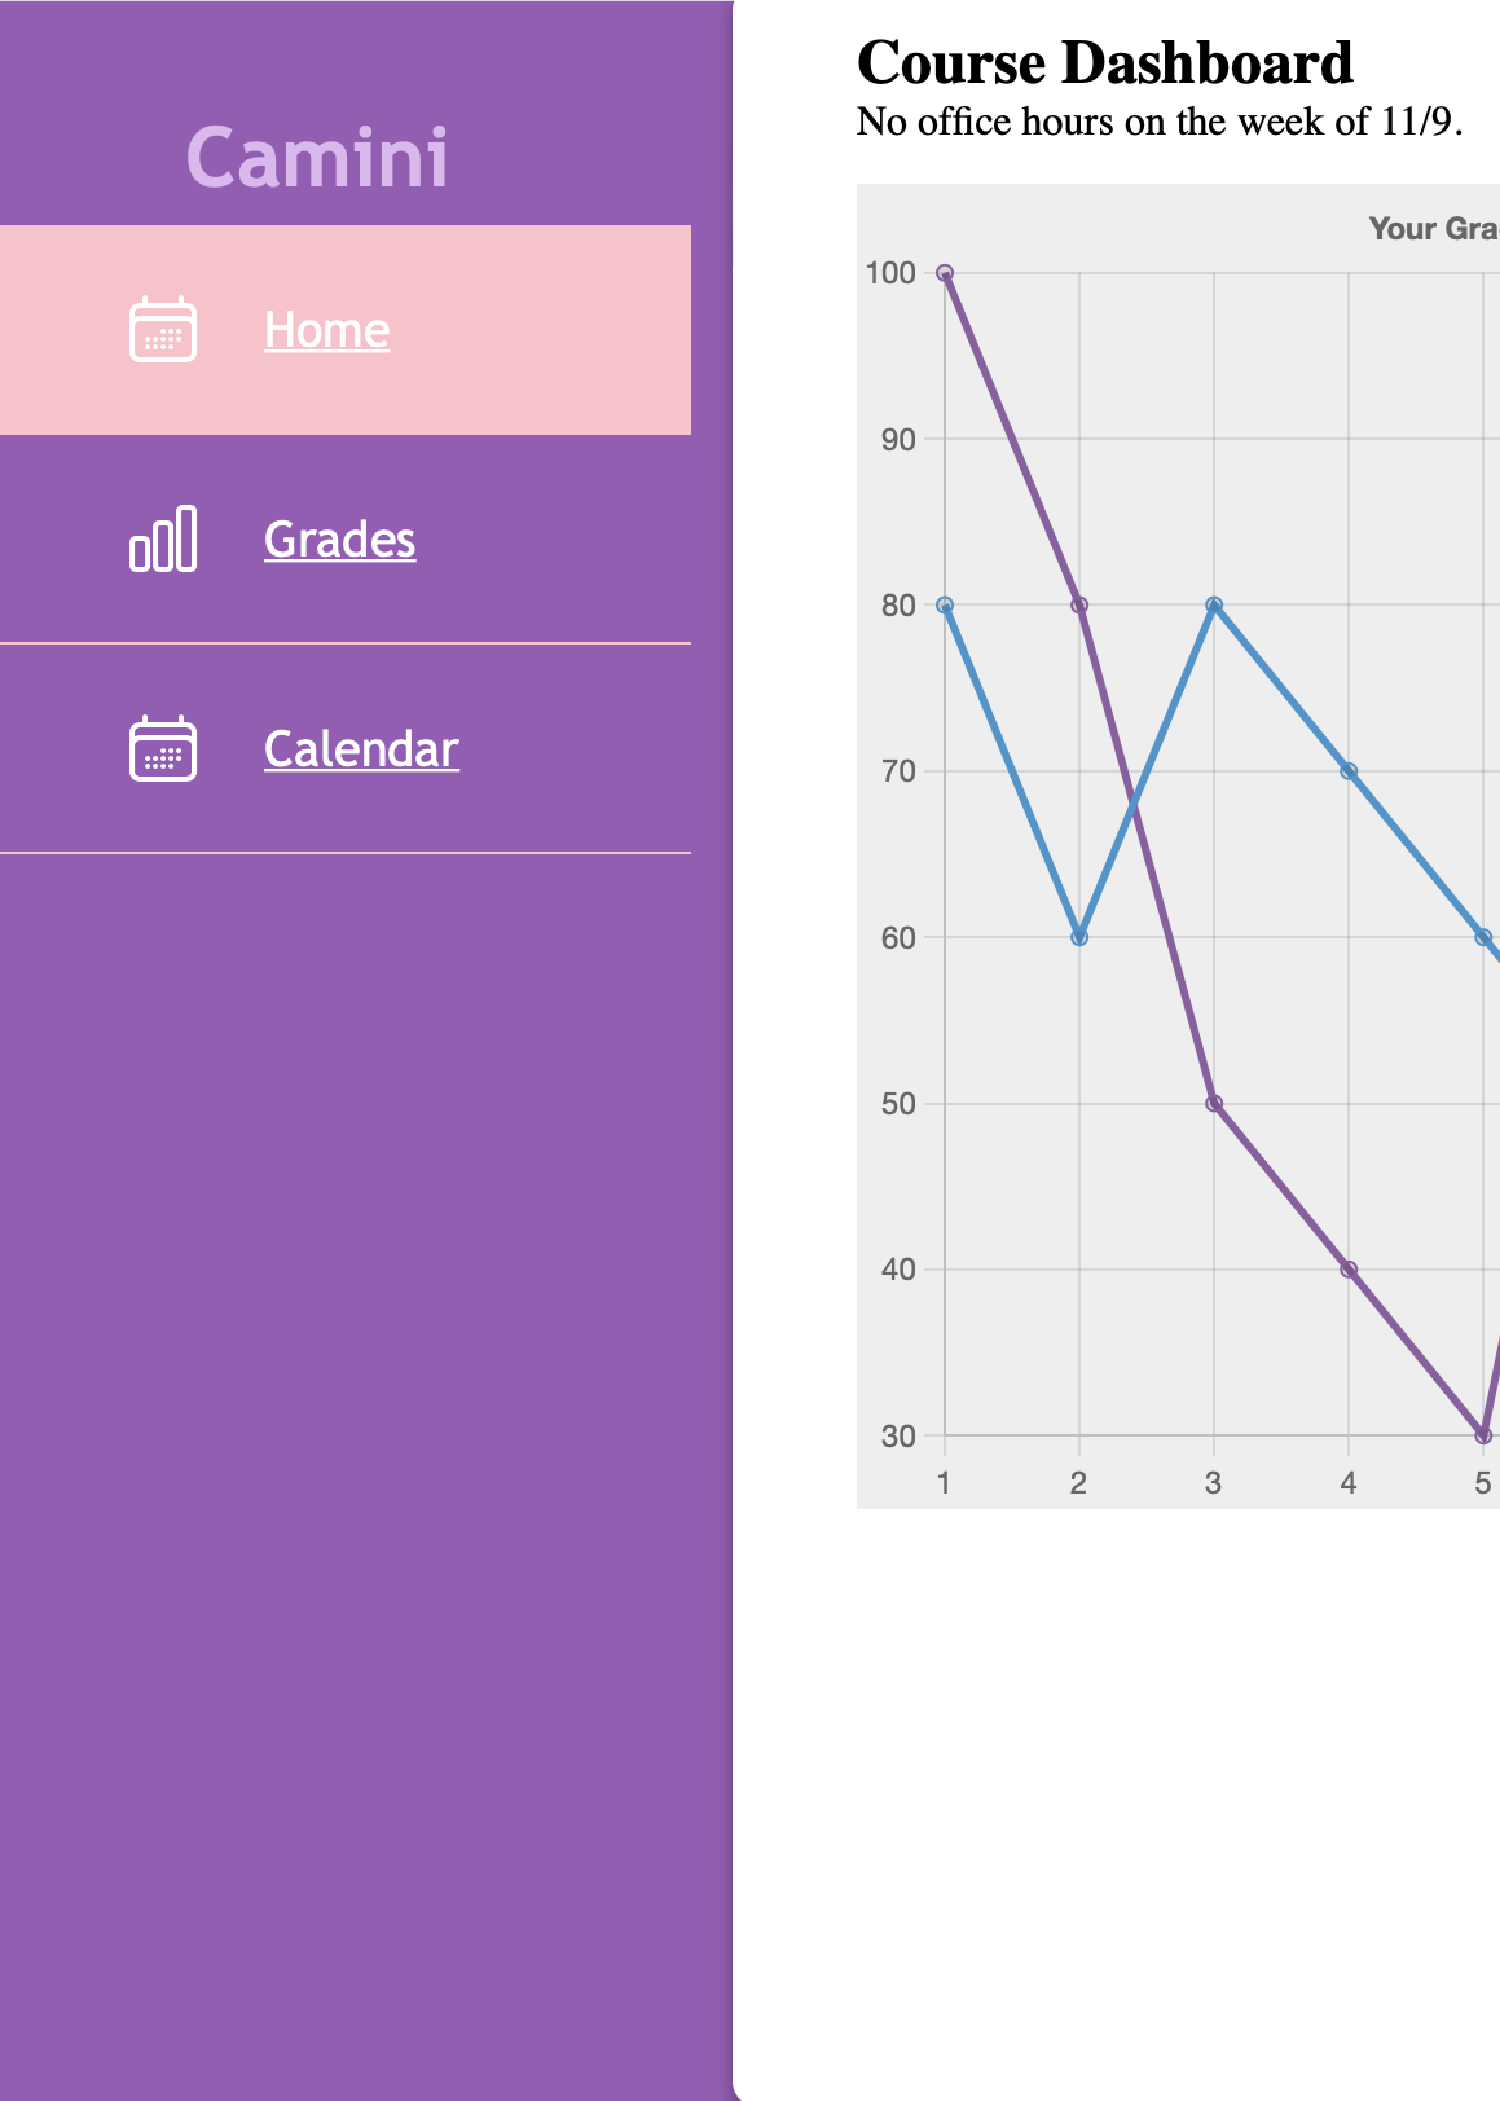 Camini
Home
Grades
Calendar
Course Dashboard
No office hours on the week of 11/9.
Your Gra
100
90
80
70
60
50
40
30
1 2 3 4 5